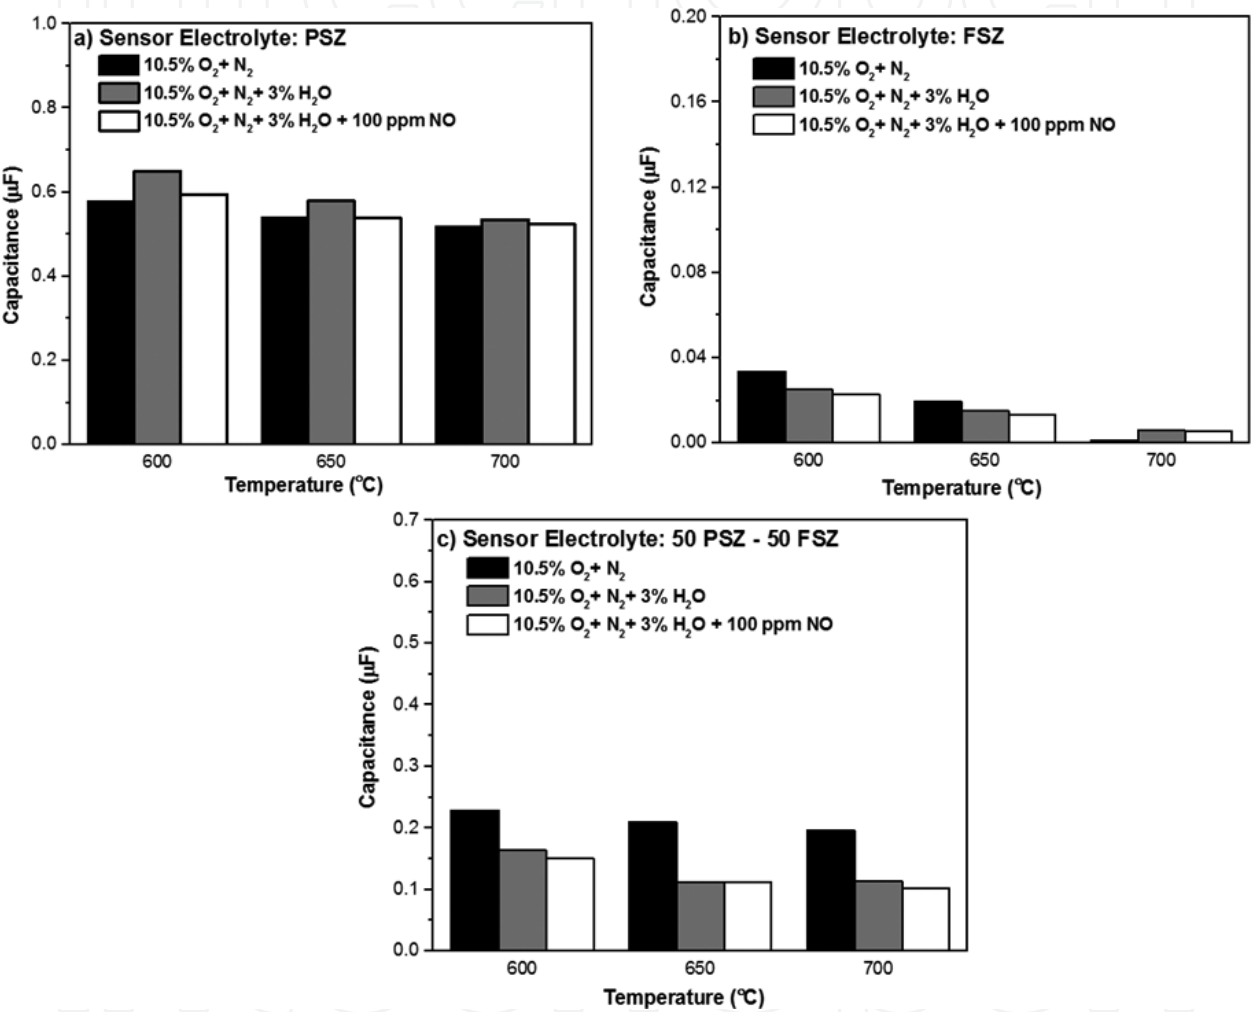 a) Sensor Electrolyte: PSZ
10.5% O₂+ N₂
10.5% O₂+ N₂+ 3% H₂O
10.5% O₂+ N₂+ 3% H₂O + 100 ppm NO
Capacitance (μF)
1.0
0.8
0.6
0.4
0.2
0.0
600 650 700
Temperature (°C)
b) Sensor Electrolyte: FSZ
10.5% O₂+ N₂
10.5% O₂+ N₂+ 3% H₂O
10.5% O₂+ N₂+ 3% H₂O + 100 ppm NO
Capacitance (μF)
0.20
0.16
0.12
0.08
0.04
0.00
600 650 700
Temperature (°C)
c) Sensor Electrolyte: 50 PSZ - 50 FSZ
10.5% O₂+ N₂
10.5% O₂+ N₂+ 3% H₂O
10.5% O₂+ N₂+ 3% H₂O + 100 ppm NO
Capacitance (μF)
0.7
0.6
0.5
0.4
0.3
0.2
0.1
0.0
600 650 700
Temperature (°C)